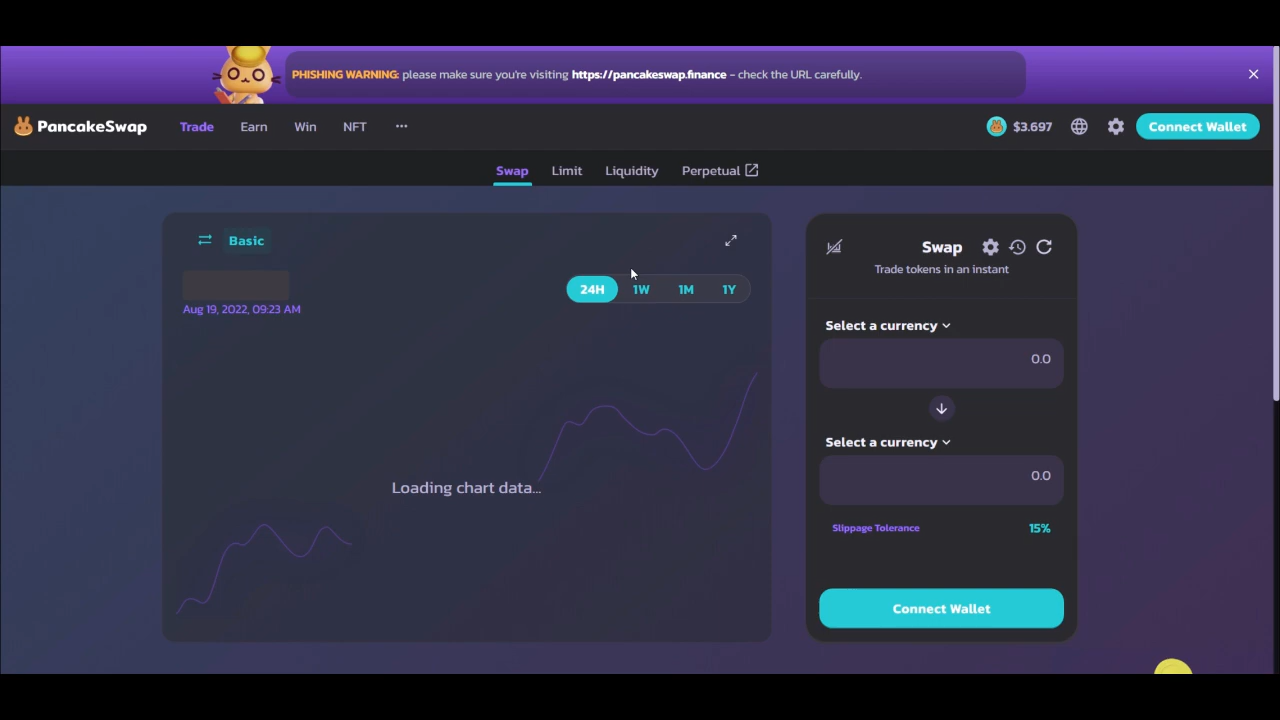 PHISHING WARNING: please make sure you're visiting https://pancakeswap.finance - check the URL carefully.
PancakeSwap Trade Earn Win NFT $3.697 Connect Wallet
Swap Limit Liquidity Perpetual
Basic
24H 1W 1M 1Y
Aug 19, 2022, 09:23 AM
Loading chart data...
Swap
Trade tokens in an instant
Select a currency
0.0
Select a currency
0.0
Slippage Tolerance 15%
Connect Wallet